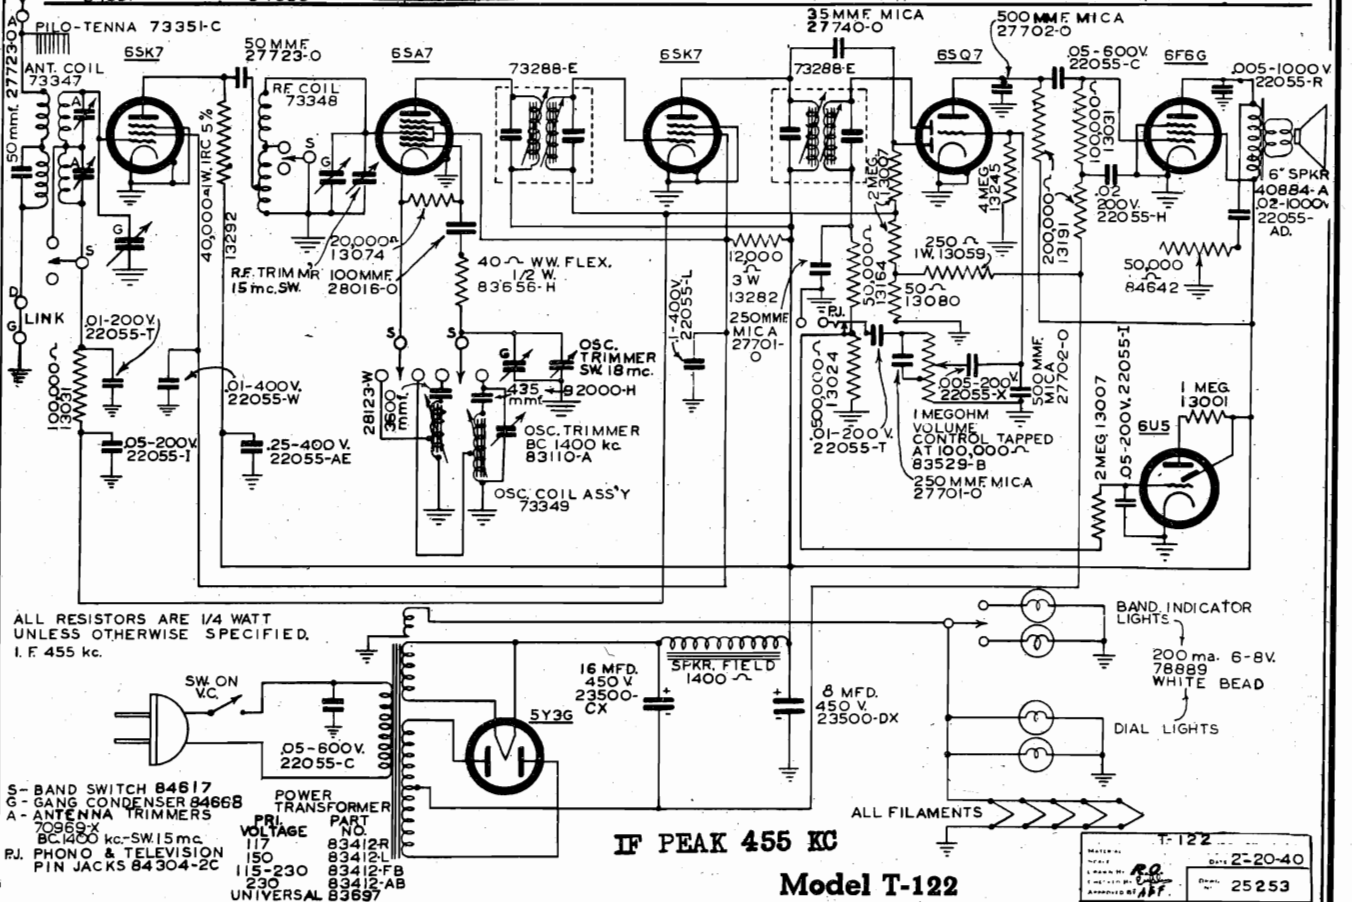 PILO-TENNA 73351-C
50 mmf. 27723-0
A
ANT. COIL
73347
A
A
6SK7
50 MMF.
27723-0
R.F. COIL
73348
S
G
6SA7
73288-E
6SK7
35 MMF. MICA
27740-0
73288-E
6SQ7
500 MMF. MICA
27702-0
.05-600V.
22055-C
6F6G
.005-1000V
22055-R
40,000Ω 1W, IRC 5%
13292
G
S
D
G
LINK
20,000Ω
13074
R.F. TRIMM'R
15 mc. SW.
100 MMF.
28016-0
40Ω WW. FLEX.
1/2 W.
83656-H
2 MEG.
13007
4 MEG
13245
200,000Ω
13191
100,000Ω
13031
.02
200V.
22055-H
6" SPKR
40884-A
.02-1000V
22055-
AD.
12,000
Ω
3 W
13282
250 MMF
MICA
27701-
0
50,000Ω
13164
250Ω
1W, 13059
50Ω
13080
50,000
Ω
84642
.1-400V.
22055-L
P.J.
.01-200V.
22055-T
100,000Ω
13031
.01-400V.
22055-W
.05-200V.
22055-I
.25-400 V.
22055-AE
S
S
G
OSC.
TRIMMER
SW. 18 mc.
92000-H
28123-W
3600
mmf.
435
mmf.
OSC. TRIMMER
BC 1400 kc.
83110-A
OSC. COIL ASS'Y
73349
500,000Ω
13024
.01-200 V.
22055-T
.005-200V.
22055-X
500 MMF.
MICA
27702-0
1 MEGOHM
VOLUME
CONTROL TAPPED
AT 100,000Ω
83529-B
250 MMF MICA
27701-0
2 MEG 13007
.05-200V. 22055-I
6U5
1 MEG.
13001
ALL RESISTORS ARE 1/4 WATT
UNLESS OTHERWISE SPECIFIED.
I. F. 455 kc.
SW. ON
V.C.
.05-600V.
22055-C
5Y3G
16 MFD.
450 V.
23500-
CX
SPKR. FIELD
1400 Ω
8 MFD.
450 V.
23500-DX
BAND INDICATOR
LIGHTS
200 ma. 6-8V.
78889
WHITE BEAD
DIAL LIGHTS
ALL FILAMENTS
S - BAND SWITCH 84617
G - GANG CONDENSER 84668
A - ANTENNA TRIMMERS
70969-X
BC 1400 kc.-SW. 15 mc.
P.J. PHONO & TELEVISION
PIN JACKS 84304-2C
POWER
TRANSFORMER
PRI. VOLTAGE PART NO.
117 83412-R
150 83412-L
115-230 83412-FB
230 83412-AB
UNIVERSAL 83697
IF PEAK 455 KC
Model T-122
T-122
DATE 2-20-40
25253